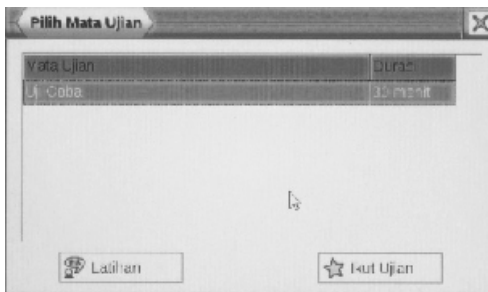 Pilih Mata Ujian
Mata Ujian Durasi
Uji Coba 30 menit
Latihan Ikut Ujian